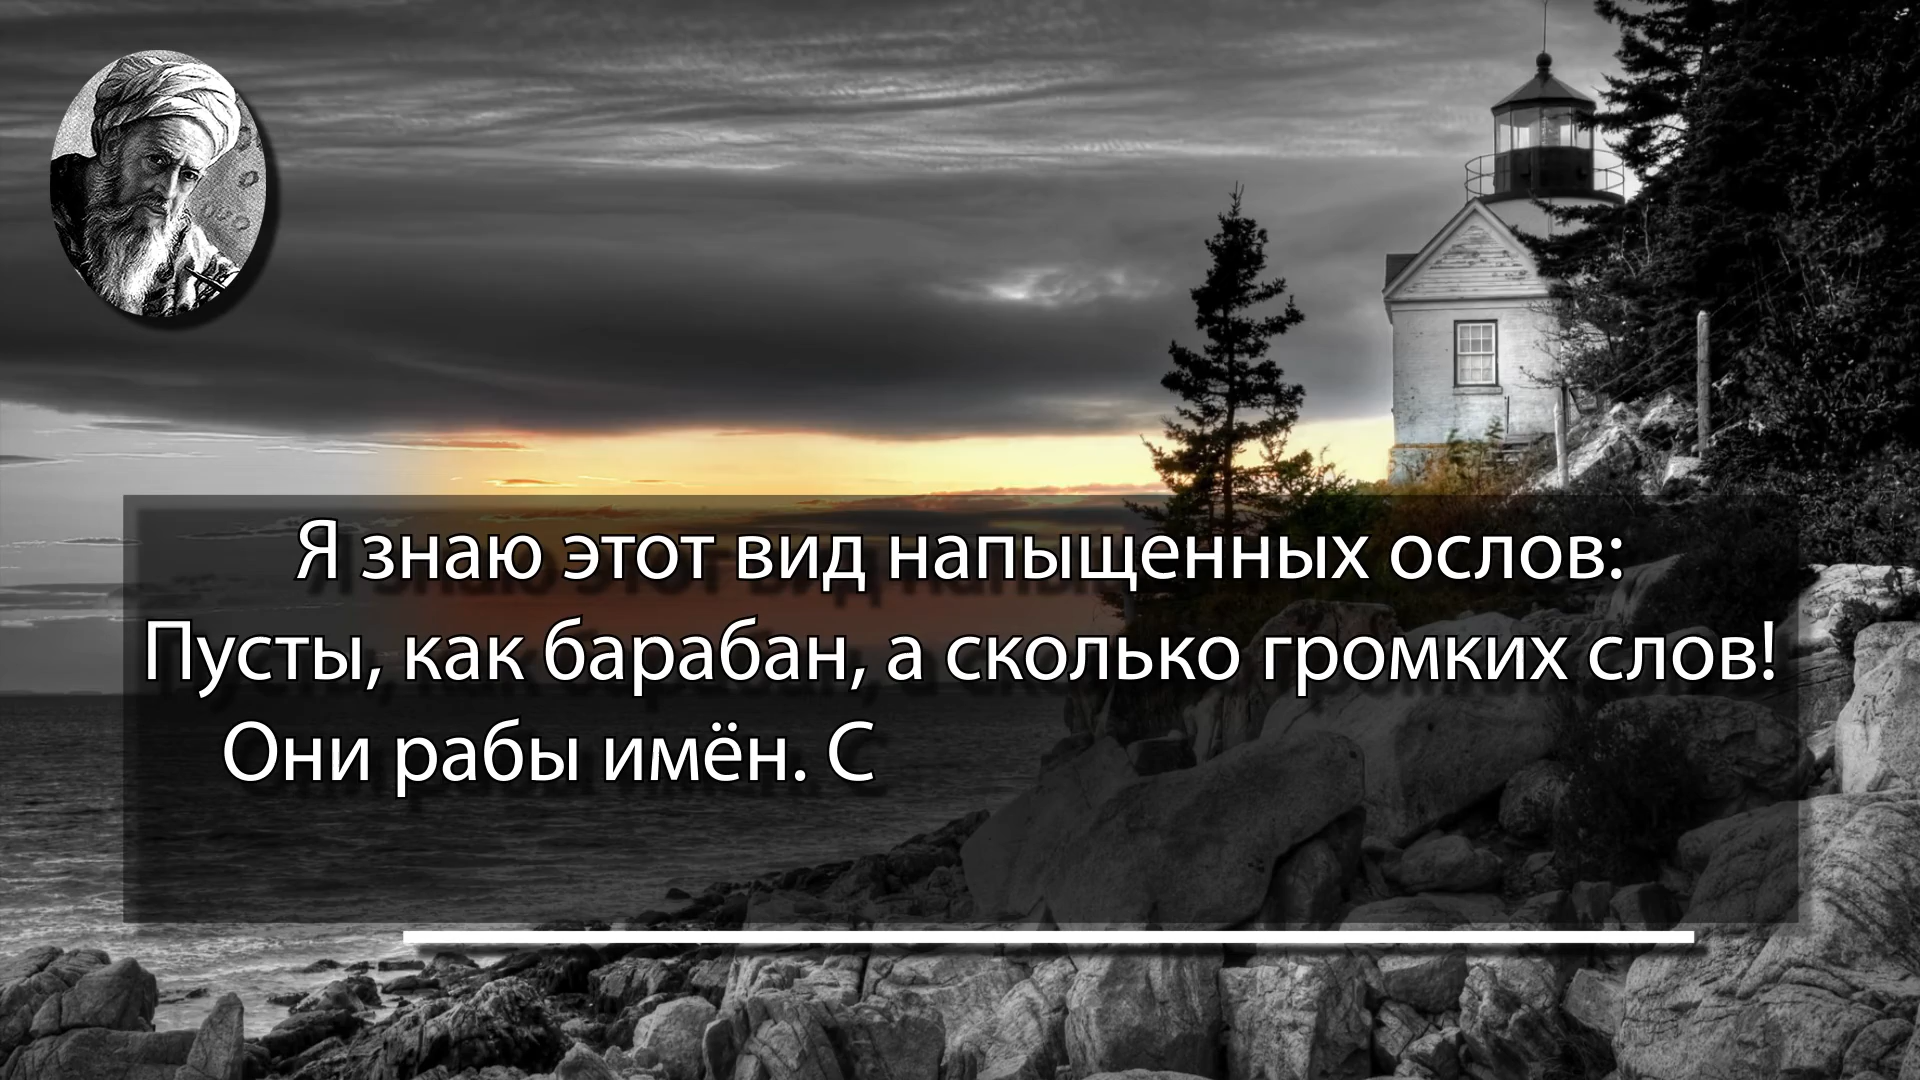 Я знаю этот вид напыщенных ослов:
Пусты, как барабан, а сколько громких слов!
Они рабы имён. С